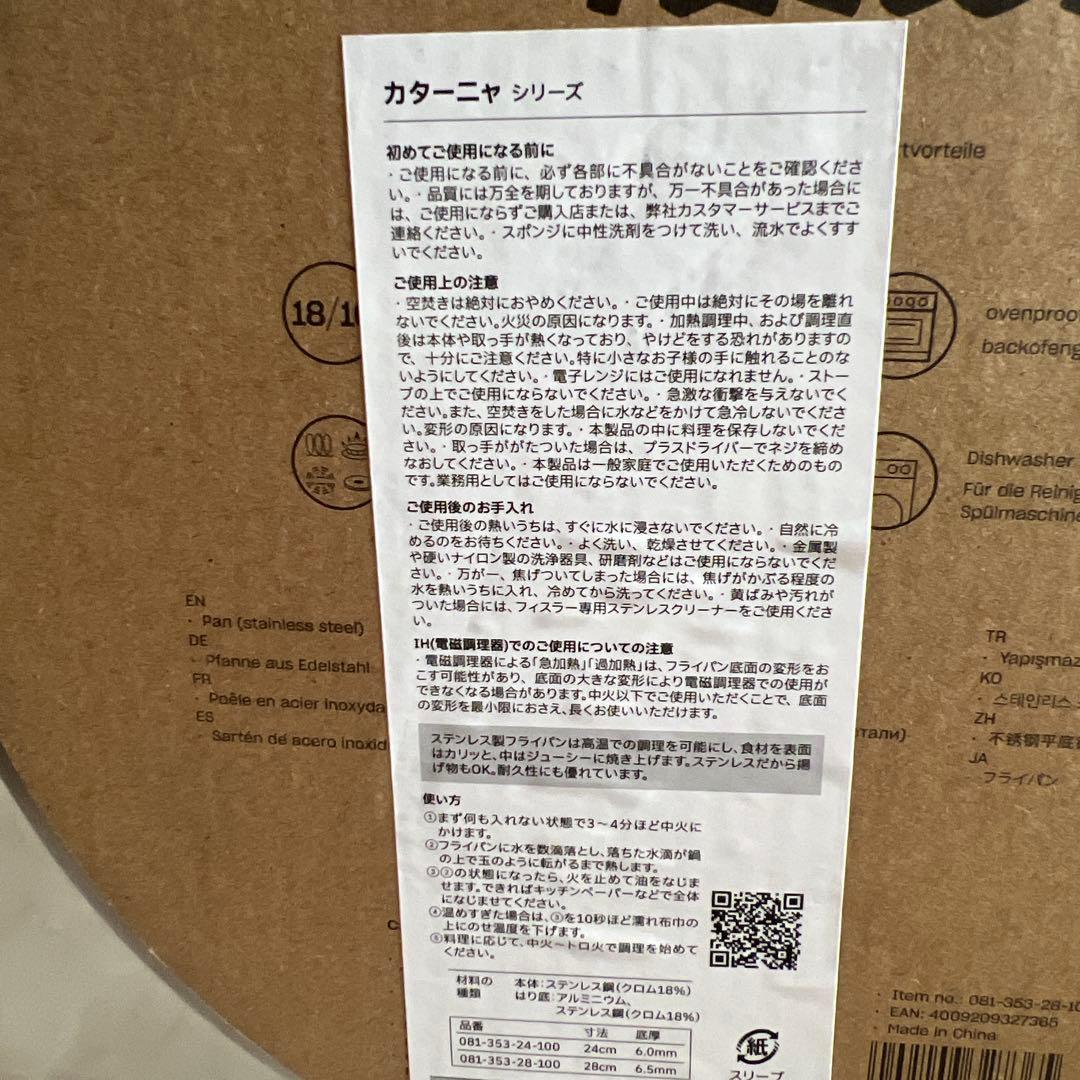 カターニャ シリーズ
初めてご使用になる前に
・ご使用になる前に、必ず各部に不具合がないことをご確認くださ
い。・品質には万全を期しておりますが、万一不具合があった場合に
は、ご使用にならずご購入店または、弊社カスタマーサービスまでご
連絡ください。・スポンジに中性洗剤をつけて洗い、流水でよくすす
いでください。
ご使用上の注意
・空焚きは絶対におやめください。・ご使用中は絶対にその場を離れ
ないでください。火災の原因になります。・加熱調理中、および調理直
後は本体や取っ手が熱くなっており、やけどをする恐れがありますの
で、十分にご注意ください。特に小さなお子様の手に触れることのな
いようにしてください。・電子レンジにはご使用になれません。・ストー
ブの上でご使用にならないでください。・急激な衝撃を与えないでく
ださい。また、空焚きをした場合に水などをかけて急冷しないでくださ
い。変形の原因になります。・本製品の中に料理を保存しないでくだ
さい。・取っ手ががたついた場合は、プラスドライバーでネジを締め
なおしてください。・本製品は一般家庭でご使用いただくためのもの
です。業務用としてはご使用にならないでください。
ご使用後のお手入れ
・ご使用後の熱いうちは、すぐに水に浸さないでください。・自然に冷
めるのをお待ちください。・よく洗い、乾燥させてください。・金属製
や硬いナイロン製の洗浄器具、研磨剤などはご使用にならないでくだ
さい。・万が一、焦げついてしまった場合には、焦げがかぶる程度の
水を熱いうちに入れ、冷めてから洗ってください。・黄ばみや汚れが
ついた場合には、フィスラー専用ステンレスクリーナーをご使用くださ
い。
IH(電磁調理器)でのご使用についての注意
・電磁調理器による「急加熱」「過加熱」は、フライパン底面の変形をお
こす可能性があり、底面の大きな変形により電磁調理器での使用が
できなくなる場合があります。中火以下でご使用いただくことで、底面
の変形を最小限におさえ、長くお使いいただけます。
ステンレス製フライパンは高温での調理を可能にし、食材を表面
はカリッと、中はジューシーに焼き上げます。ステンレスだから揚
げ物もOK。耐久性にも優れています。
使い方
①まず何も入れない状態で3〜4分ほど中火に
かけます。
②フライパンに水を数滴落とし、落ちた水滴が鍋
の上で玉のように転がるまで熱します。
③②の状態になったら、火を止めて油をなじま
せます。できればキッチンペーパーなどで全体
になじませてください。
④温めすぎた場合は、③を10秒ほど濡れ布巾の
上にのせ温度を下げます。
⑤料理に応じて、中火〜トロ火で調理を始めて
ください。
材料の 本体：ステンレス鋼(クロム18%)
種類 はり底：アルミニウム、
ステンレス鋼(クロム18%)
品番 寸法 底厚
081-353-24-100 24cm 6.0mm
081-353-28-100 28cm 6.5mm
紙
スリーブ
18/1
EN
· Pan (stainless steel)
DE
· Pfanne aus Edelstahl
FR
· Poêle en acier inoxyda
ES
· Sartén de acero inoxid
tvorteile
ovenproo
backofeng
Dishwasher
Für die Reinig
Spülmaschine
TR
· Yapışmaz
KO
· 스테인리스
ZH
· 不銹鋼平底
JA
フライパン
тали)
· Item no.: 081-353-28-10
· EAN: 4009209327365
· Made in China